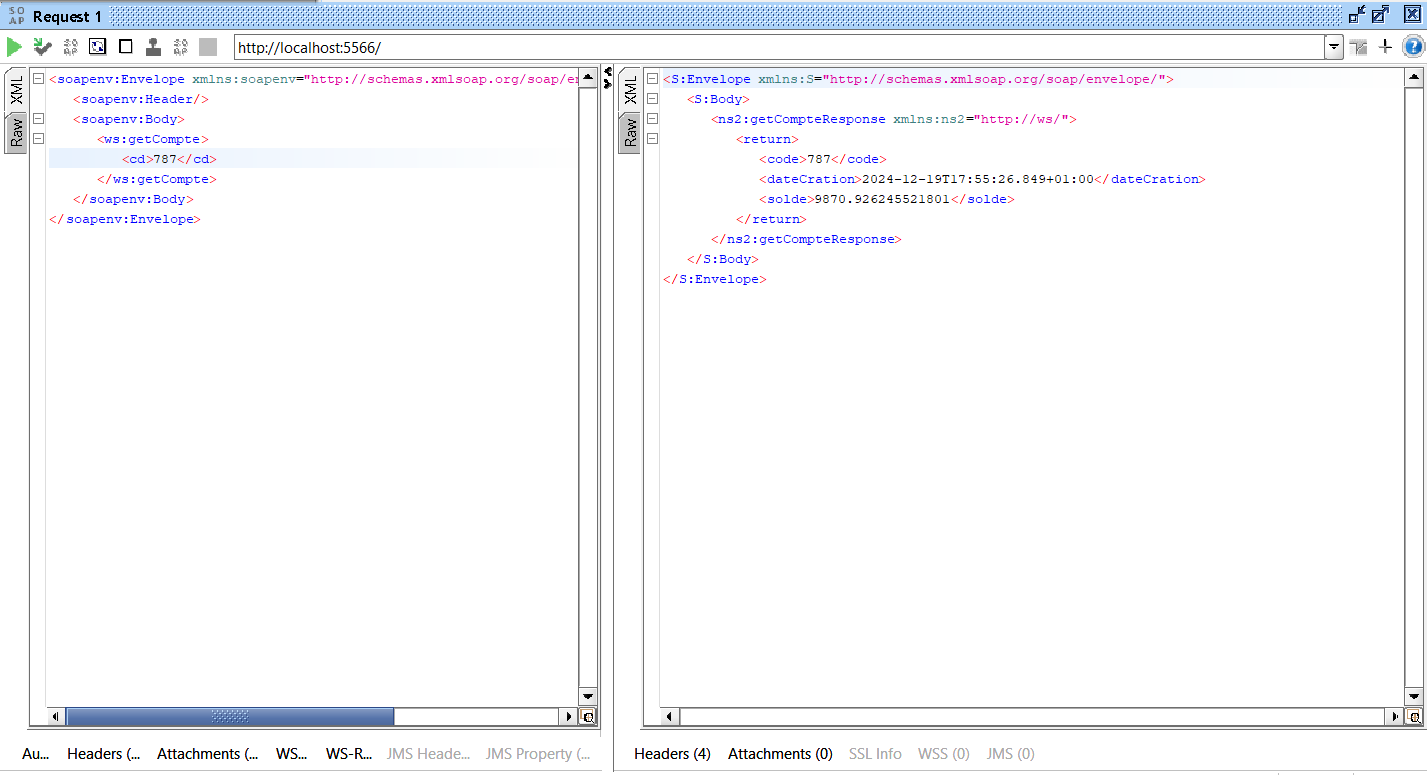 SO
AP
Request 1
http://localhost:5566/
XML
Raw
<soapenv:Envelope xmlns:soapenv="http://schemas.xmlsoap.org/soap/en
<soapenv:Header/>
<soapenv:Body>
<ws:getCompte>
<cd>787</cd>
</ws:getCompte>
</soapenv:Body>
</soapenv:Envelope>
XML
Raw
<S:Envelope xmlns:S="http://schemas.xmlsoap.org/soap/envelope/">
<S:Body>
<ns2:getCompteResponse xmlns:ns2="http://ws/">
<return>
<code>787</code>
<dateCration>2024-12-19T17:55:26.849+01:00</dateCration>
<solde>9870.926245521801</solde>
</return>
</ns2:getCompteResponse>
</S:Body>
</S:Envelope>
Au... Headers (... Attachments (... WS... WS-R... JMS Heade... JMS Property (...
Headers (4) Attachments (0) SSL Info WSS (0) JMS (0)